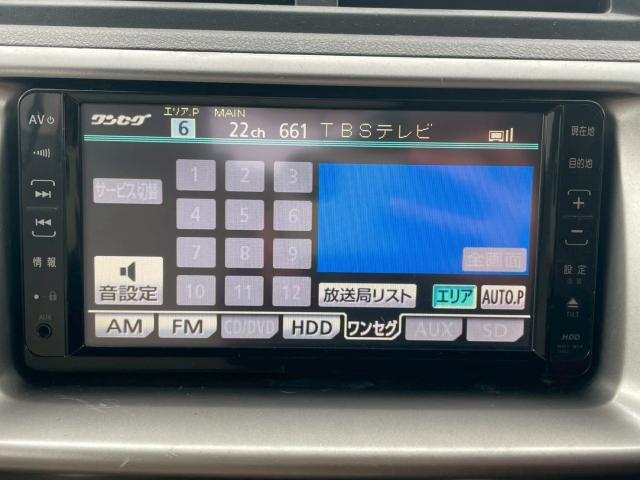 AV
ワンセグ エリア.P 6 MAIN 22ch 661 TBSテレビ
現在地
目的地
サービス切替 1 2 3
4 5 6
7 8 9
全画面
+
-
情報
設定
音設定 10 11 12 放送局リスト エリア AUTO.P
AUX
AM FM CD/DVD HDD ワンセグ AUX SD
TILT
HDD